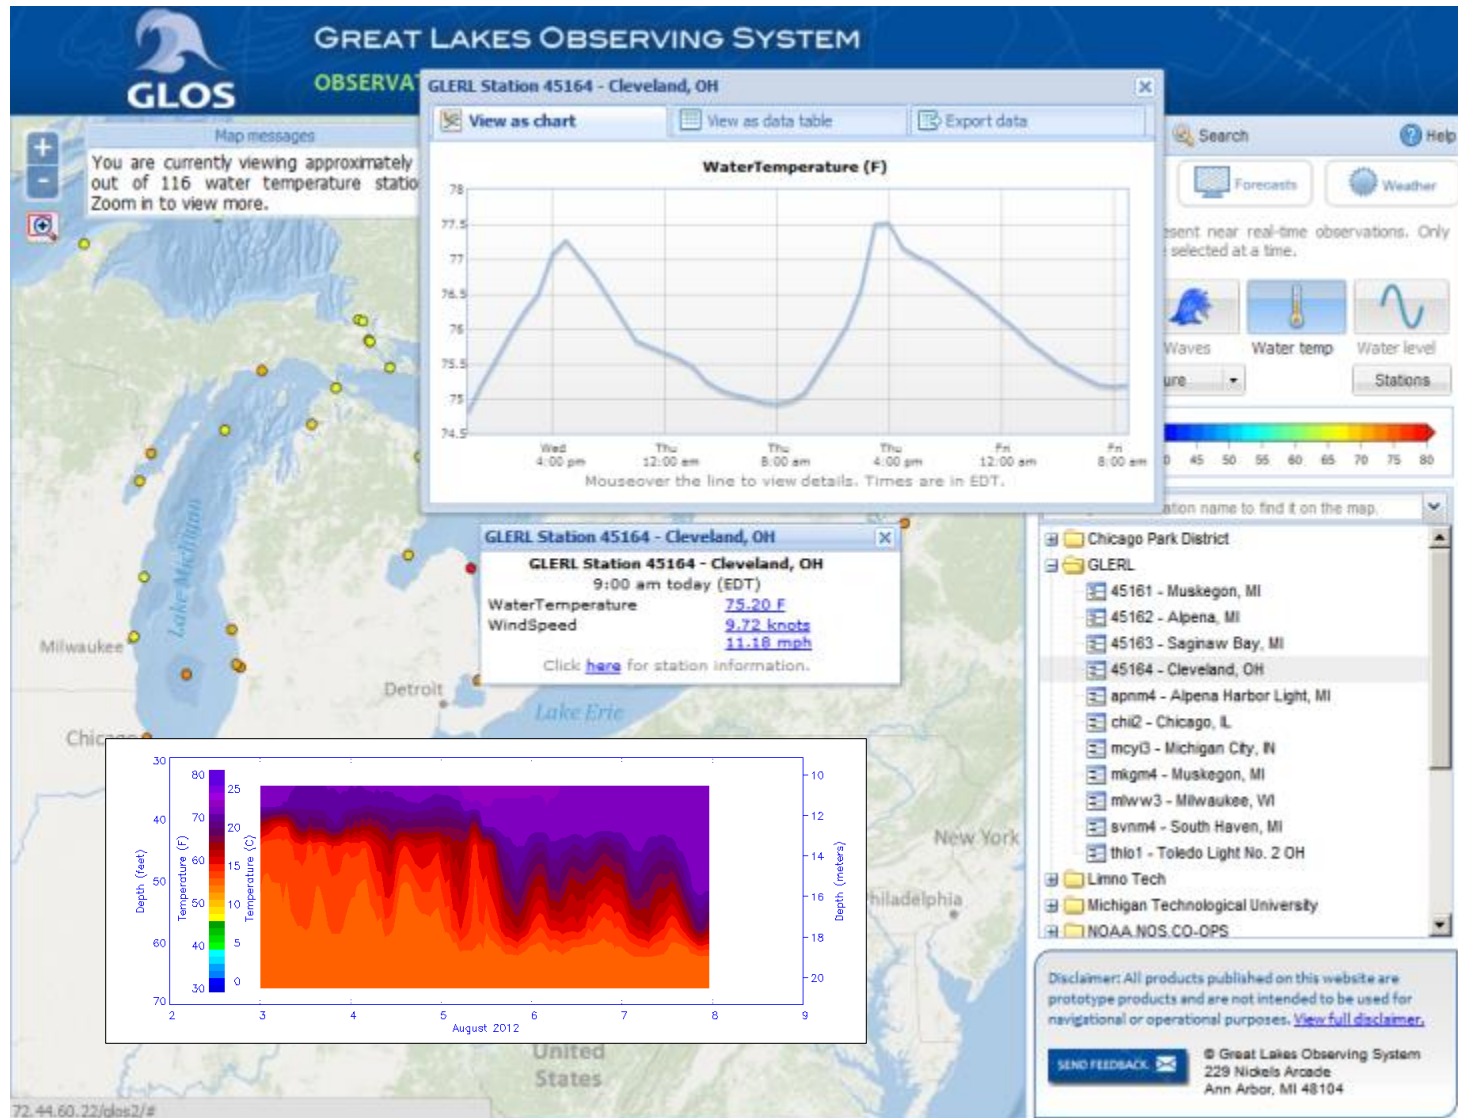 GREAT LAKES OBSERVING SYSTEM
GLOS
OBSERVAT
GLERL Station 45164 - Cleveland, OH
View as chart
View as data table
Export data
Search
Help
Map messages
You are currently viewing approximately
out of 116 water temperature statio
Zoom in to view more.
WaterTemperature (F)
78
77.5
77
76.5
76
75.5
75
74.5
Wed
4:00 pm
Thu
12:00 am
Thu
8:00 am
Thu
4:00 pm
Fri
12:00 am
Fri
8:00 am
Mouseover the line to view details. Times are in EDT.
Forecasts
Weather
esent near real-time observations. Only
selected at a time.
Waves
Water temp
Water level
ure
Stations
0 45 50 55 60 65 70 75 80
ation name to find it on the map.
Chicago Park District
GLERL
45161 - Muskegon, MI
45162 - Alpena, MI
45163 - Saginaw Bay, MI
45164 - Cleveland, OH
apnm4 - Alpena Harbor Light, MI
chii2 - Chicago, IL
mcyi3 - Michigan City, IN
mkgm4 - Muskegon, MI
mlww3 - Milwaukee, WI
svnm4 - South Haven, MI
thlo1 - Toledo Light No. 2 OH
Limno Tech
Michigan Technological University
NOAA.NOS.CO-OPS
GLERL Station 45164 - Cleveland, OH
GLERL Station 45164 - Cleveland, OH
9:00 am today (EDT)
WaterTemperature 75.20 F
WindSpeed 9.72 knots
11.18 mph
Click here for station information.
Lake Michigan
Milwaukee
Detroit
Lake Erie
Chicago
New York
Philadelphia
United
States
Depth (feet)
30
40
50
60
70
Temperature (F)
80
70
60
50
40
30
Temperature (C)
25
20
15
10
5
0
Depth (meters)
10
12
14
16
18
20
2 3 4 5 6 7 8 9
August 2012
Disclaimer: All products published on this website are
prototype products and are not intended to be used for
navigational or operational purposes. View full disclaimer.
SEND FEEDBACK
© Great Lakes Observing System
229 Nickels Arcade
Ann Arbor, MI 48104
72.44.60.22/glos2/#